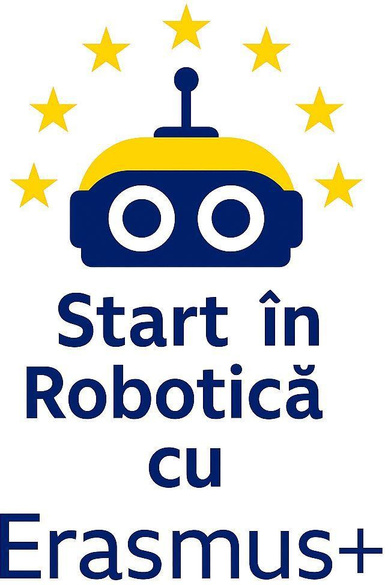 Start în
Robotică
cu
Erasmus+